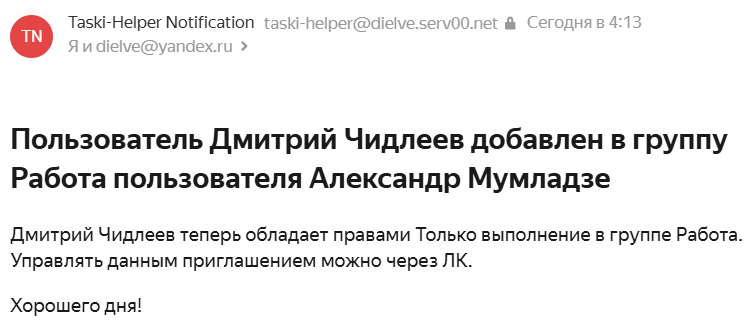 TN
Taski-Helper Notification taski-helper@dielve.serv00.net Сегодня в 4:13
Я и dielve@yandex.ru
Пользователь Дмитрий Чидлеев добавлен в группу
Работа пользователя Александр Мумладзе
Дмитрий Чидлеев теперь обладает правами Только выполнение в группе Работа.
Управлять данным приглашением можно через ЛК.
Хорошего дня!